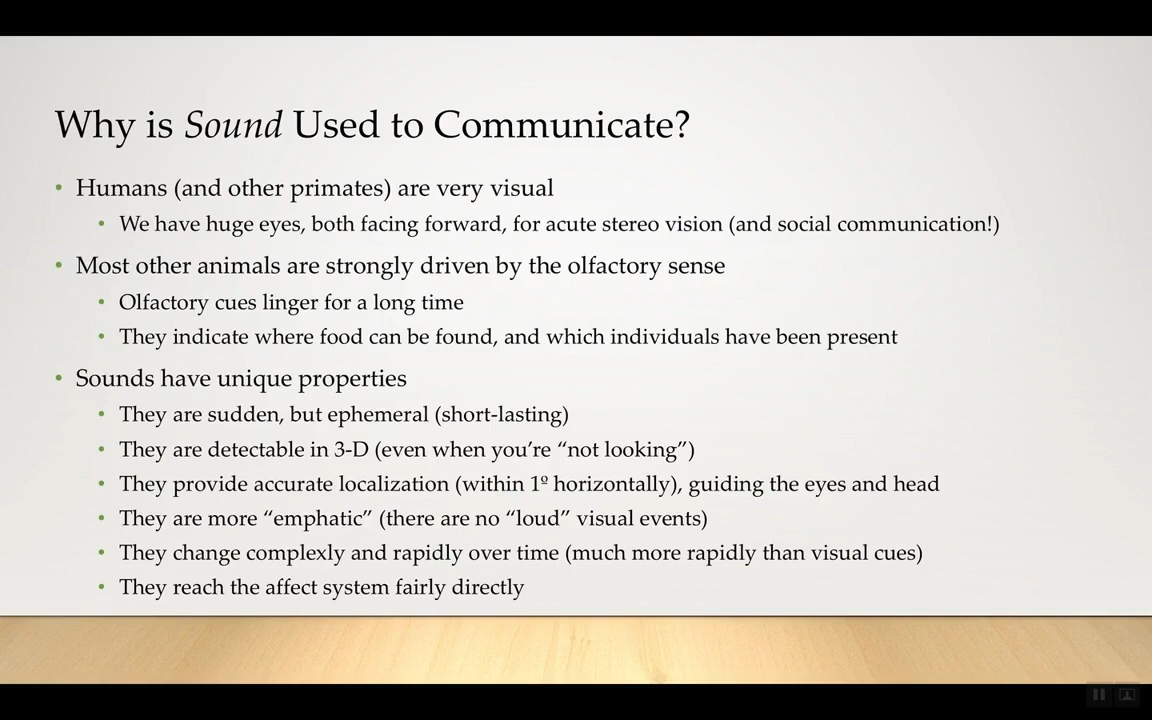 Why is Sound Used to Communicate?
• Humans (and other primates) are very visual
• We have huge eyes, both facing forward, for acute stereo vision (and social communication!)
• Most other animals are strongly driven by the olfactory sense
• Olfactory cues linger for a long time
• They indicate where food can be found, and which individuals have been present
• Sounds have unique properties
• They are sudden, but ephemeral (short-lasting)
• They are detectable in 3-D (even when you’re “not looking”)
• They provide accurate localization (within 1º horizontally), guiding the eyes and head
• They are more “emphatic” (there are no “loud” visual events)
• They change complexly and rapidly over time (much more rapidly than visual cues)
• They reach the affect system fairly directly